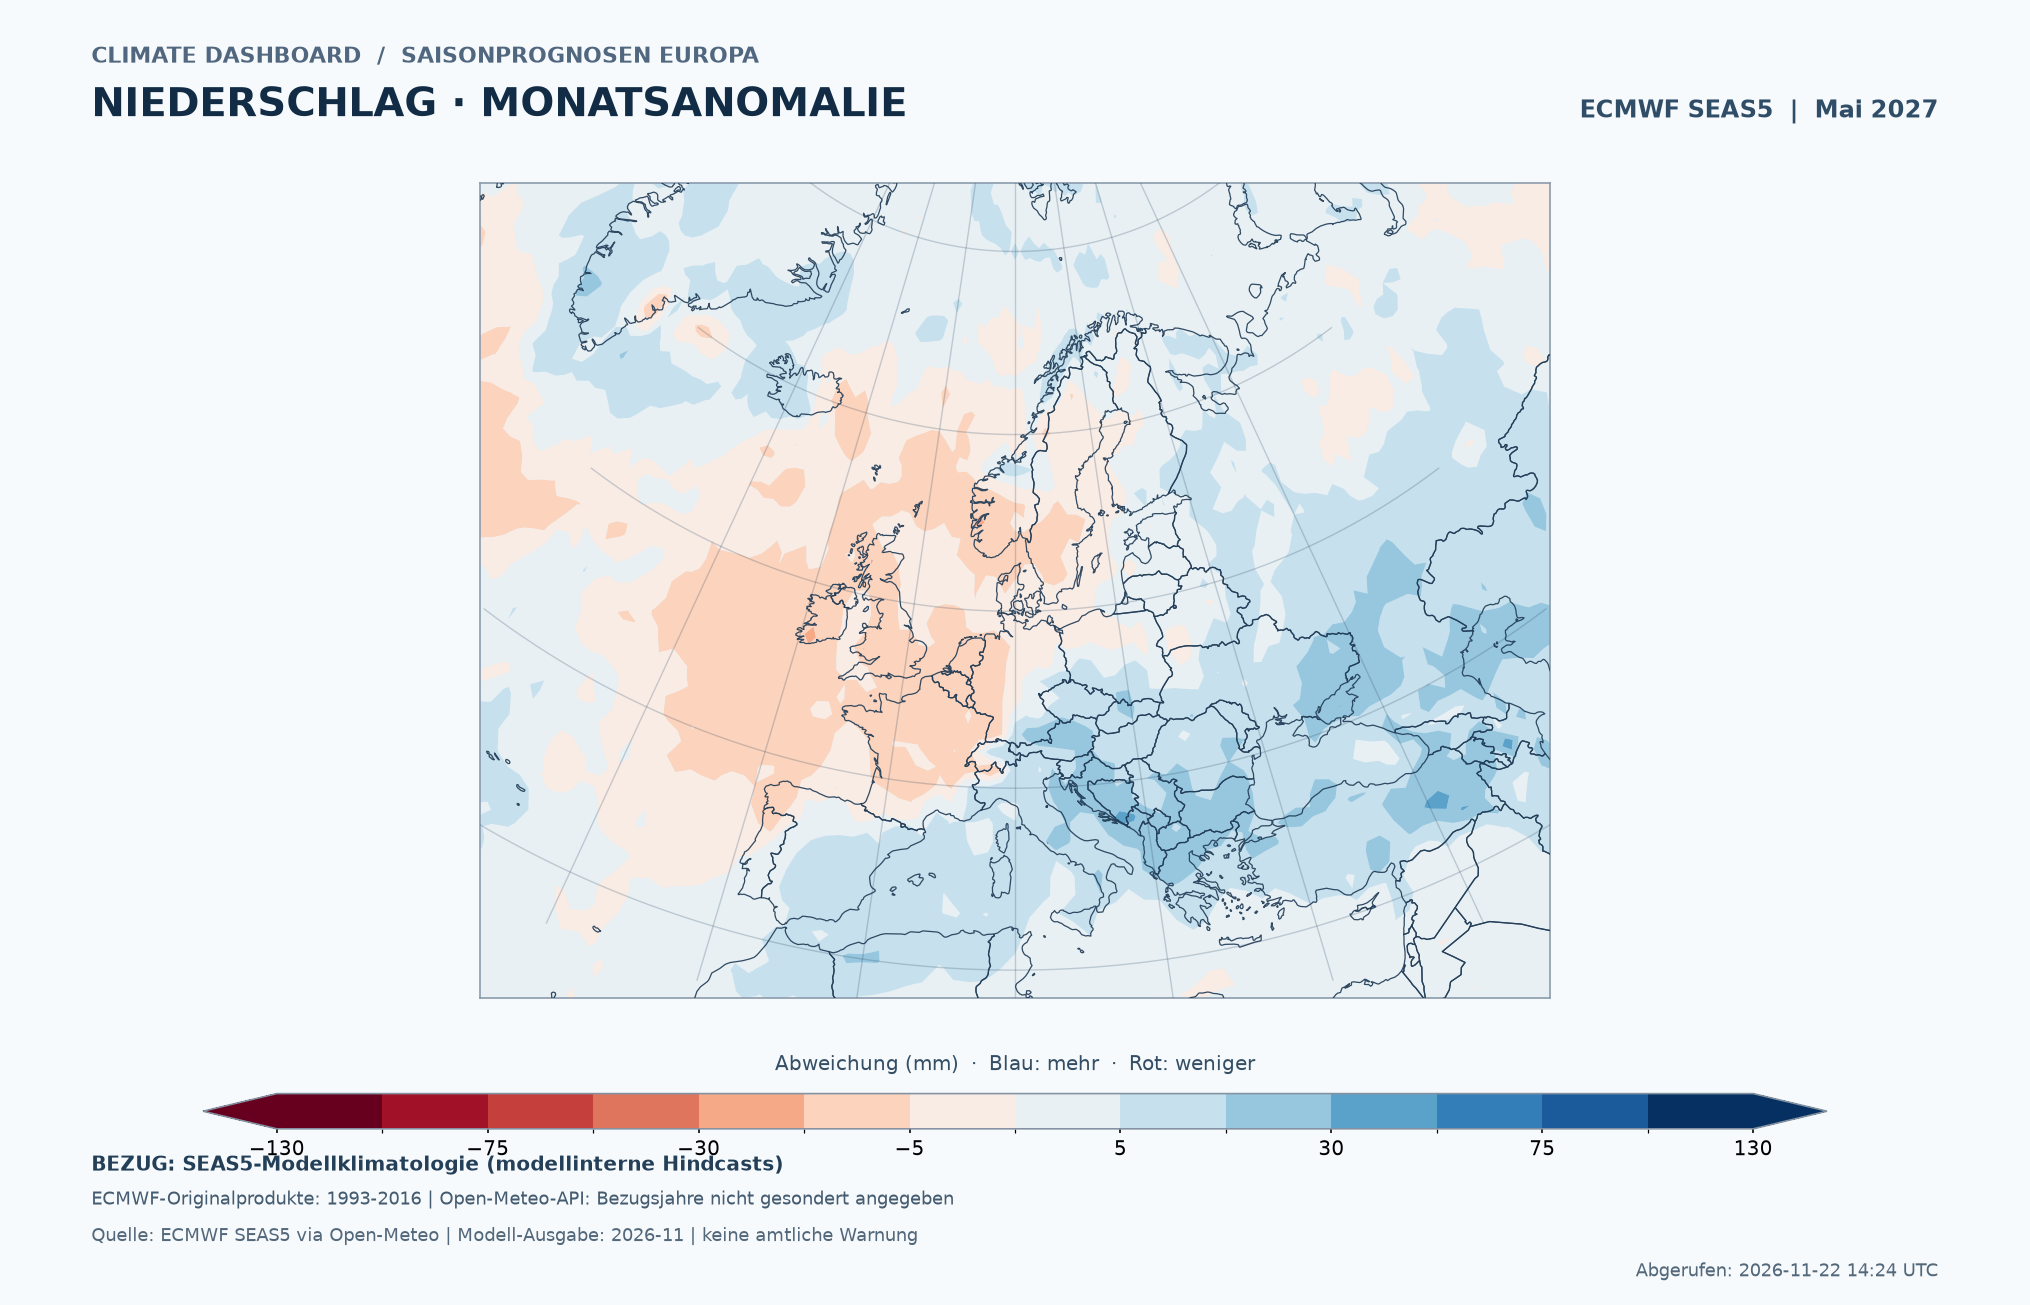 CLIMATE DASHBOARD / SAISONPROGNOSEN EUROPA
NIEDERSCHLAG · MONATSANOMALIE
ECMWF SEAS5 | Mai 2027
Abweichung (mm) · Blau: mehr · Rot: weniger
−130 −75 −30 −5 5 30 75 130
BEZUG: SEAS5-Modellklimatologie (modellinterne Hindcasts)
ECMWF-Originalprodukte: 1993-2016 | Open-Meteo-API: Bezugsjahre nicht gesondert angegeben
Quelle: ECMWF SEAS5 via Open-Meteo | Modell-Ausgabe: 2026-11 | keine amtliche Warnung
Abgerufen: 2026-11-22 14:24 UTC